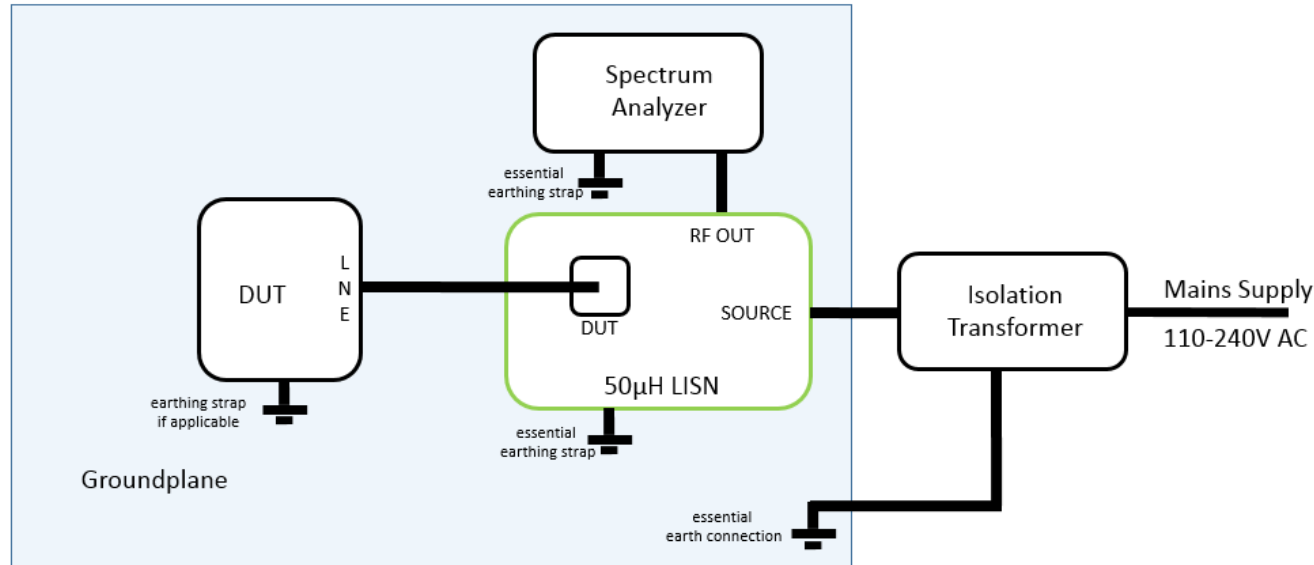 Spectrum
Analyzer
essential
earthing strap
RF OUT
L
N
E
DUT
DUT
SOURCE
50µH LISN
Isolation
Transformer
Mains Supply
110-240V AC
earthing strap
if applicable
essential
earthing strap
Groundplane
essential
earth connection